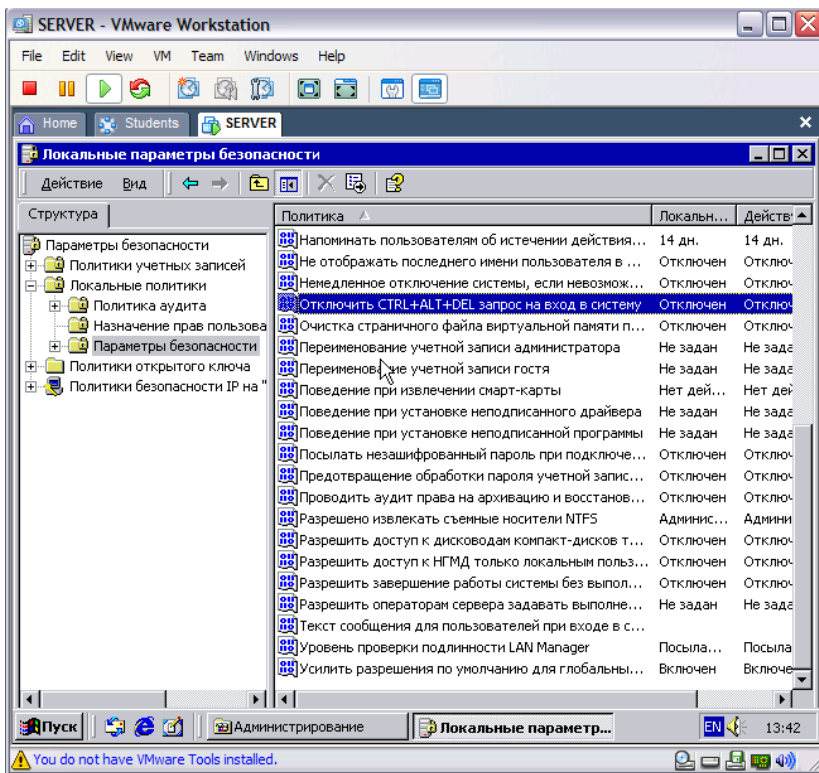 SERVER - VMware Workstation
File Edit View VM Team Windows Help
Home Students SERVER
Локальные параметры безопасности
Действие Вид
Структура
Параметры безопасности
Политики учетных записей
Локальные политики
Политика аудита
Назначение прав пользова
Параметры безопасности
Политики открытого ключа
Политики безопасности IP на "
Политика Локальн... Действ
Напоминать пользователям об истечении действия... 14 дн. 14 дн.
Не отображать последнего имени пользователя в ... Отключен Отключ
Немедленное отключение системы, если невозмож... Отключен Отключ
Отключить CTRL+ALT+DEL запрос на вход в систему Отключен Отключ
Очистка страничного файла виртуальной памяти п... Отключен Отключ
Переименование учетной записи администратора Не задан Не зада
Переименование учетной записи гостя Не задан Не зада
Поведение при извлечении смарт-карты Нет дей... Нет дей
Поведение при установке неподписанного драйвера Не задан Не зада
Поведение при установке неподписанной программы Не задан Не зада
Посылать незашифрованный пароль при подключе... Отключен Отключ
Предотвращение обработки пароля учетной запис... Отключен Отключ
Проводить аудит права на архивацию и восстанов... Отключен Отключ
Разрешено извлекать съемные носители NTFS Админис... Админи
Разрешить доступ к дисководам компакт-дисков т... Отключен Отключ
Разрешить доступ к НГМД только локальным польз... Отключен Отключ
Разрешить завершение работы системы без выпол... Отключен Отключ
Разрешить операторам сервера задавать выполне... Не задан Не зада
Текст сообщения для пользователей при входе в с...
Уровень проверки подлинности LAN Manager Посыла... Посыла
Усилить разрешения по умолчанию для глобальны... Включен Включе
Пуск Администрирование Локальные параметр... EN 13:42
You do not have VMware Tools installed.